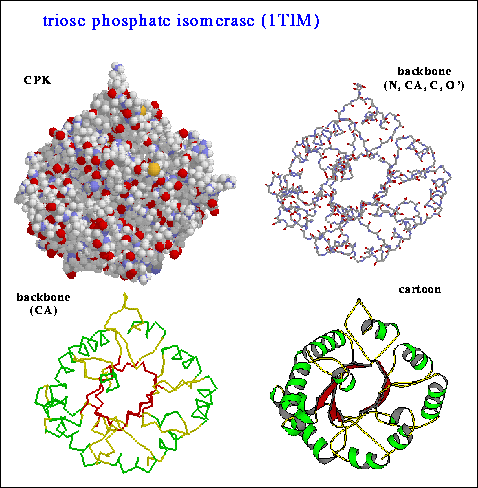 triose phosphate isomerase (1TIM)
CPK
backbone
(N, CA, C, O')
backbone
(CA)
cartoon